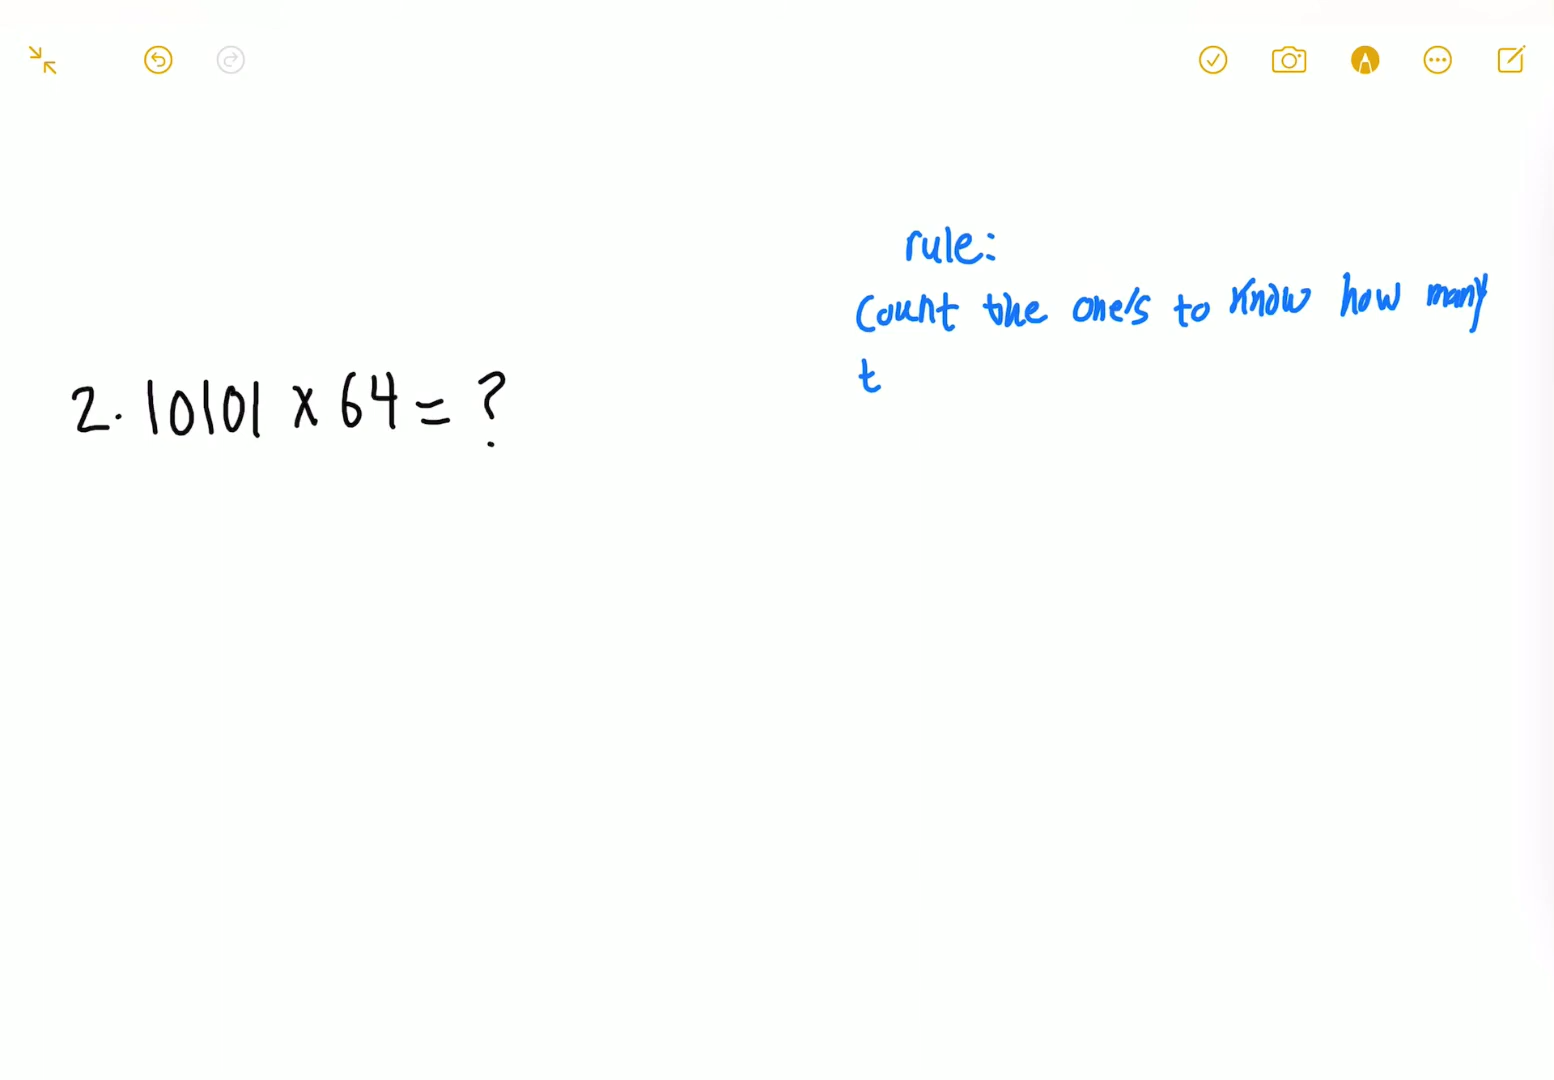 rule:
Count the one's to know how many
t
2. 10101 x 64 = ?